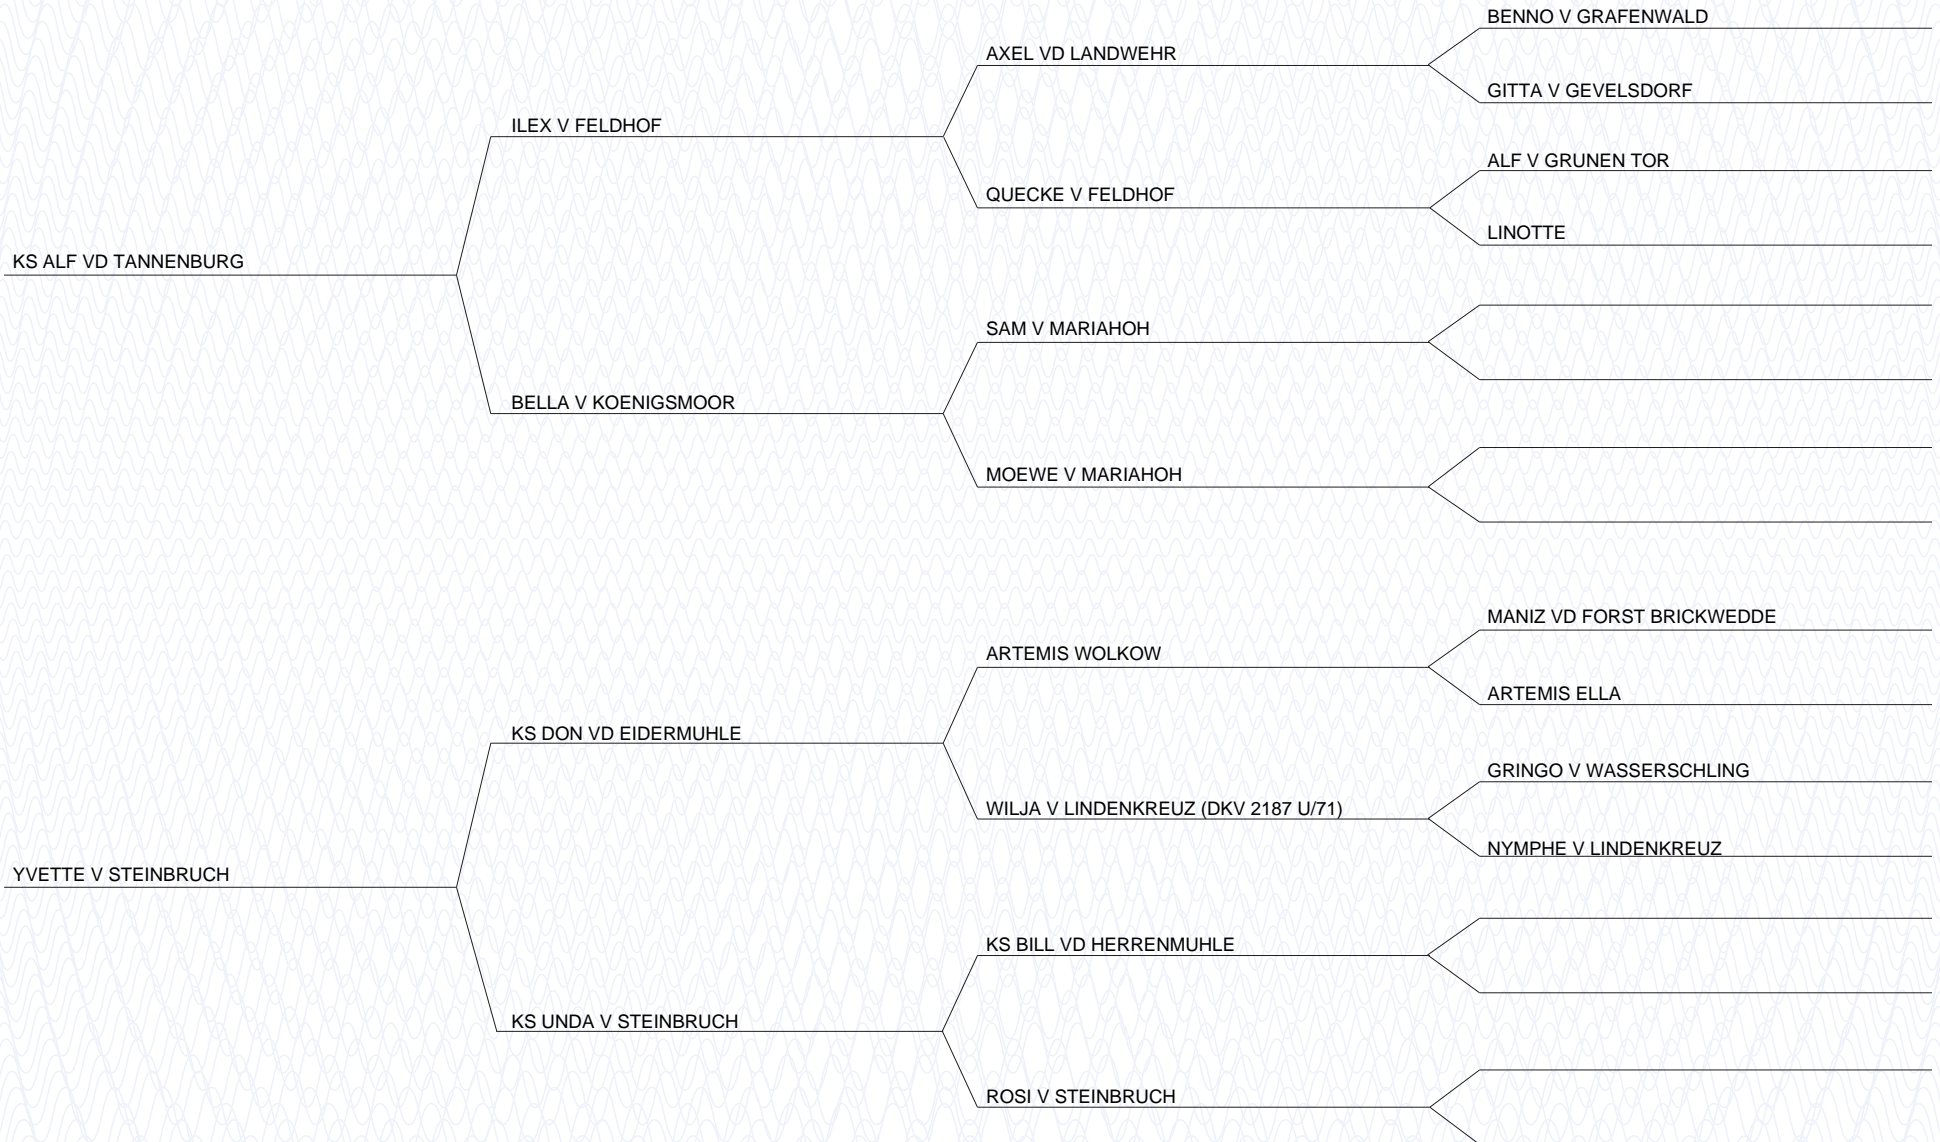 BENNO V GRAFENWALD
AXEL VD LANDWEHR
GITTA V GEVELSDORF
ILEX V FELDHOF
ALF V GRUNEN TOR
QUECKE V FELDHOF
LINOTTE
KS ALF VD TANNENBURG
SAM V MARIAHOH
BELLA V KOENIGSMOOR
MOEWE V MARIAHOH
MANIZ VD FORST BRICKWEDDE
ARTEMIS WOLKOW
ARTEMIS ELLA
KS DON VD EIDERMUHLE
GRINGO V WASSERSCHLING
WILJA V LINDENKREUZ (DKV 2187 U/71)
NYMPHE V LINDENKREUZ
YVETTE V STEINBRUCH
KS BILL VD HERRENMUHLE
KS UNDA V STEINBRUCH
ROSI V STEINBRUCH